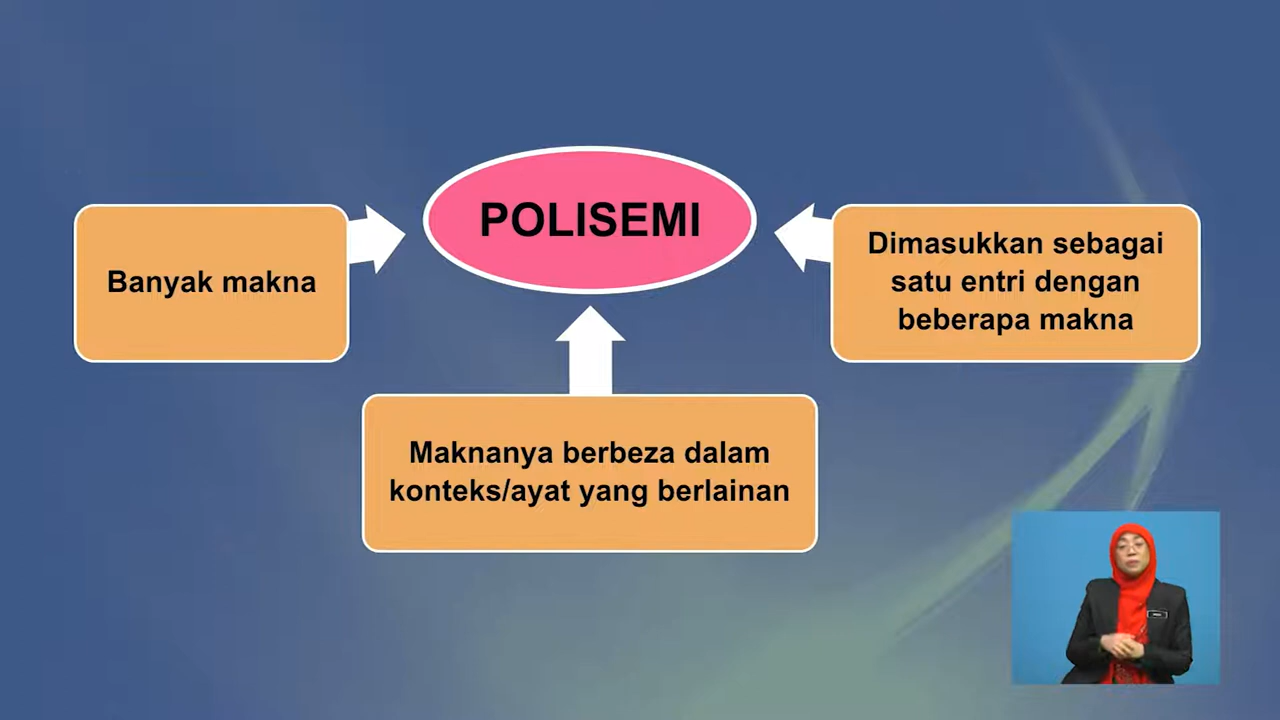 POLISEMI
Banyak makna
Dimasukkan sebagai
satu entri dengan
beberapa makna
Maknanya berbeza dalam
konteks/ayat yang berlainan